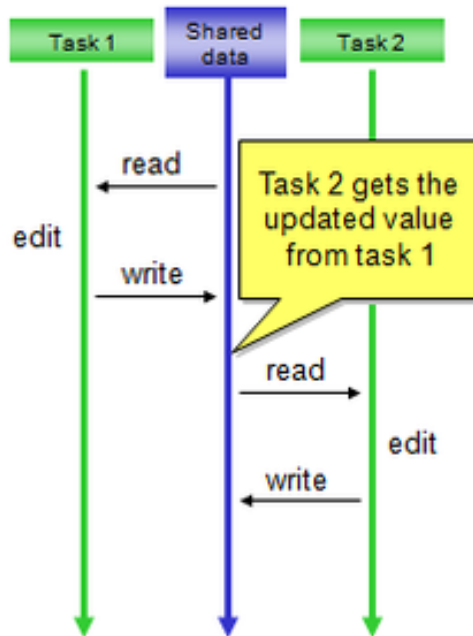 Task 1
Shared
data
Task 2
read
Task 2 gets the
updated value
from task 1
edit
write
read
edit
write